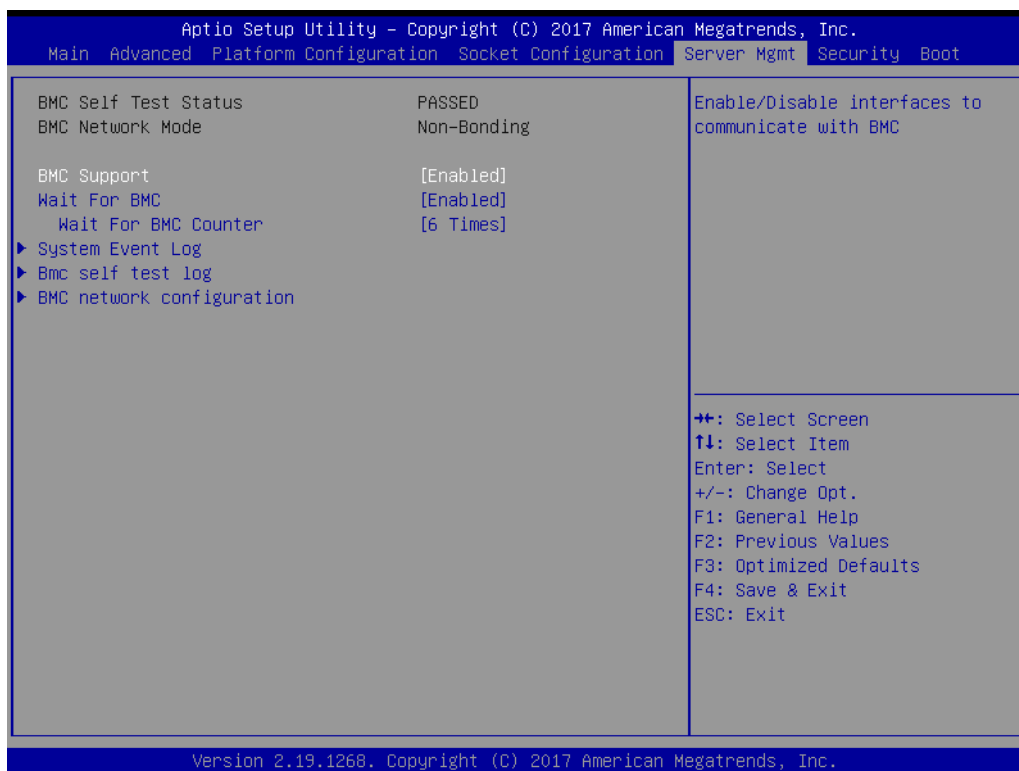 Aptio Setup Utility – Copyright (C) 2017 American Megatrends, Inc.
Main Advanced Platform Configuration Socket Configuration Server Mgmt Security Boot
BMC Self Test Status PASSED
BMC Network Mode Non-Bonding
BMC Support [Enabled]
Wait For BMC [Enabled]
Wait For BMC Counter [6 Times]
▶ System Event Log
▶ Bmc self test log
▶ BMC network configuration
Enable/Disable interfaces to
communicate with BMC
→←: Select Screen
↑↓: Select Item
Enter: Select
+/-: Change Opt.
F1: General Help
F2: Previous Values
F3: Optimized Defaults
F4: Save & Exit
ESC: Exit
Version 2.19.1268. Copyright (C) 2017 American Megatrends, Inc.